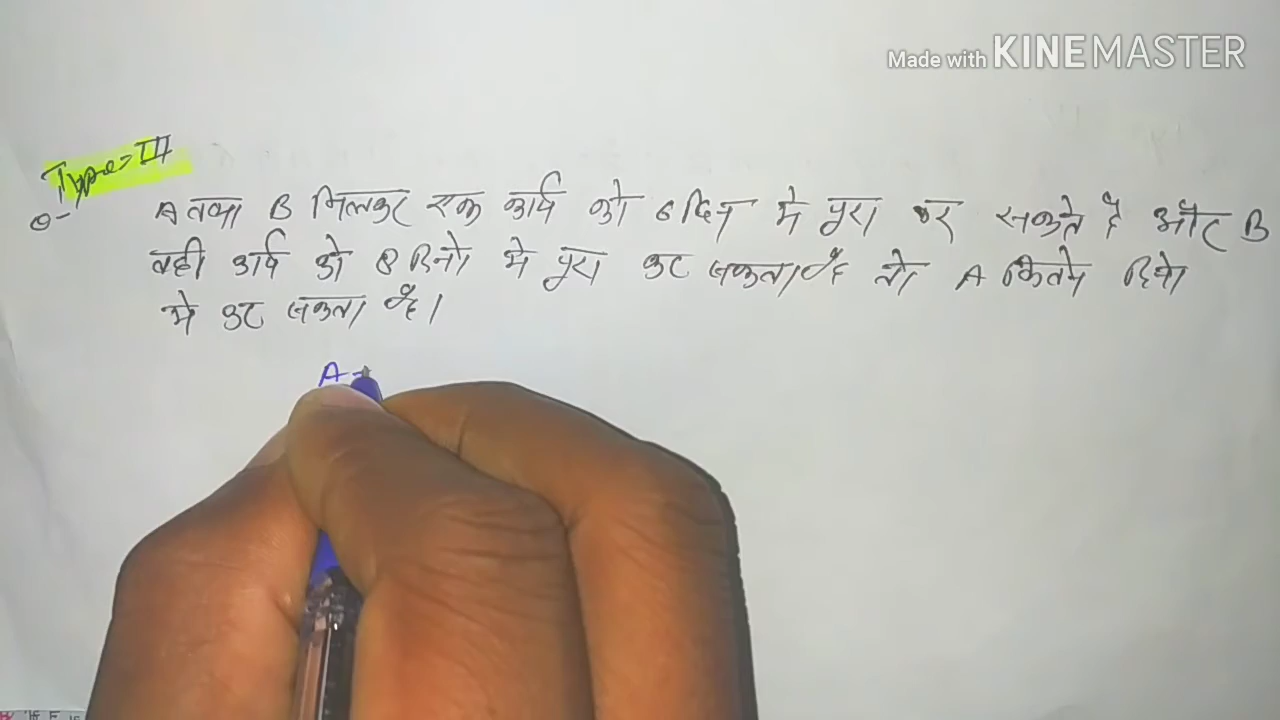 Made with KINEMASTER
Type-III
Q- A तथा B मिलकर एक कार्य को 6 दिन मे पूरा कर सकते है और B
वही कार्य को 8 दिनो मे पूरा कर सकता है तो A कितने दिनो
मे कर सकता है।
A-